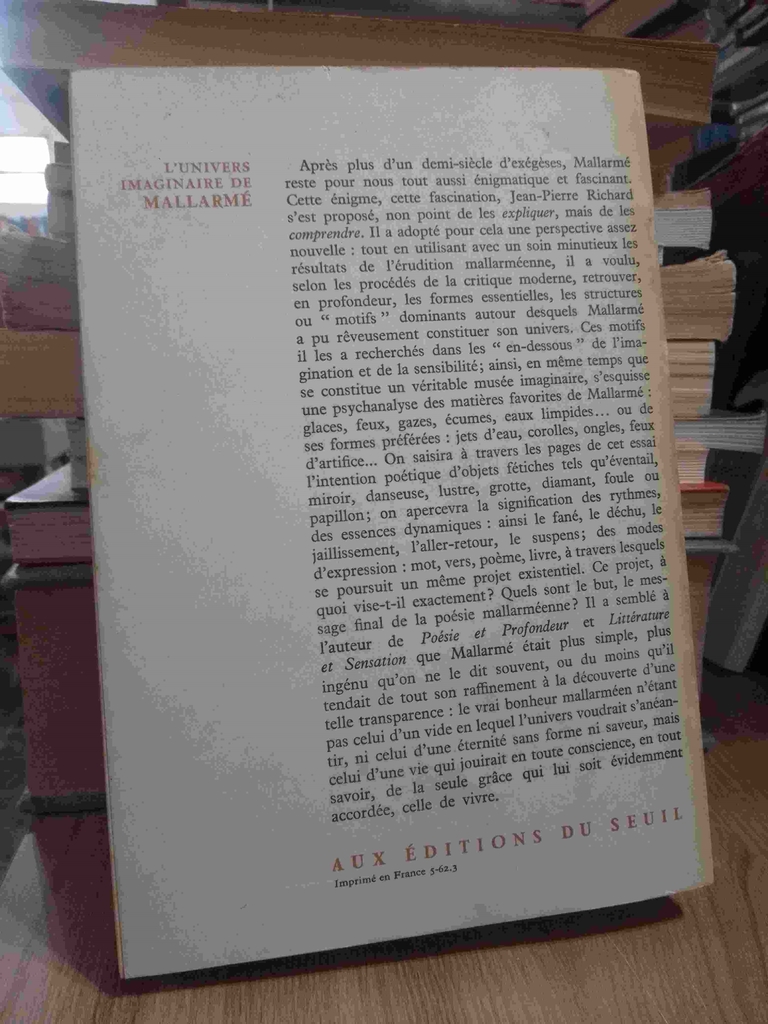 L'UNIVERS
IMAGINAIRE DE
MALLARMÉ
Après plus d'un demi-siècle d'exégèses, Mallarmé
reste pour nous tout aussi énigmatique et fascinant.
Cette énigme, cette fascination, Jean-Pierre Richard
s'est proposé, non point de les expliquer, mais de les
comprendre. Il a adopté pour cela une perspective assez
nouvelle : tout en utilisant avec un soin minutieux les
résultats de l'érudition mallarméenne, il a voulu,
selon les procédés de la critique moderne, retrouver,
en profondeur, les formes essentielles, les structures
ou “ motifs ” dominants autour desquels Mallarmé
a pu rêveusement constituer son univers. Ces motifs
il les a recherchés dans les “ en-dessous ” de l'ima-
gination et de la sensibilité; ainsi, en même temps que
se constitue un véritable musée imaginaire, s'esquisse
une psychanalyse des matières favorites de Mallarmé :
glaces, feux, gazes, écumes, eaux limpides... ou de
ses formes préférées : jets d'eau, corolles, ongles, feux
d'artifice... On saisira à travers les pages de cet essai
l'intention poétique d'objets fétiches tels qu'éventail,
miroir, danseuse, lustre, grotte, diamant, foule ou
papillon; on apercevra la signification des rythmes,
des essences dynamiques : ainsi le fané, le déchu, le
jaillissement, l'aller-retour, le suspens; des modes
d'expression : mot, vers, poème, livre, à travers lesquels
se poursuit un même projet existentiel. Ce projet, à
quoi vise-t-il exactement? Quels sont le but, le mes-
sage final de la poésie mallarméenne? Il a semblé à
l'auteur de Poésie et Profondeur et Littérature
et Sensation que Mallarmé était plus simple, plus
ingénu qu'on ne le dit souvent, ou du moins qu'il
tendait de tout son raffinement à la découverte d'une
telle transparence : le vrai bonheur mallarméen n'étant
pas celui d'un vide en lequel l'univers voudrait s'anéan-
tir, ni celui d'une éternité sans forme ni saveur, mais
celui d'une vie qui jouirait en toute conscience, en tout
savoir, de la seule grâce qui lui soit évidemment
accordée, celle de vivre.
AUX ÉDITIONS DU SEUIL
Imprimé en France 5-62.3